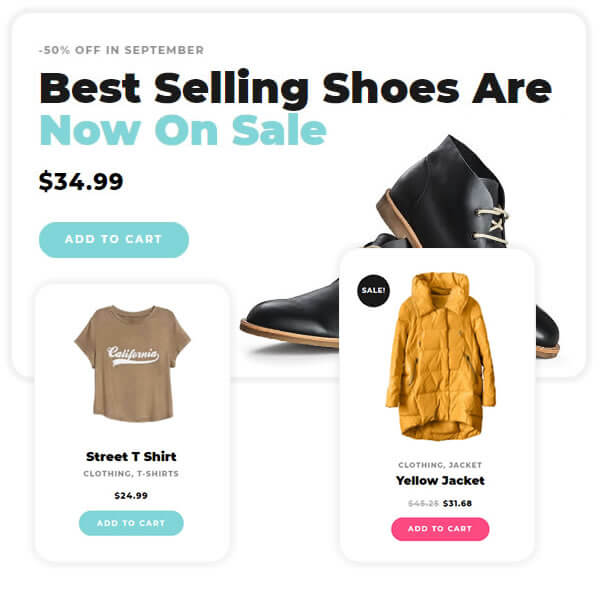 -50% OFF IN SEPTEMBER
Best Selling Shoes Are
Now On Sale
$34.99
ADD TO CART
California
Street T Shirt
CLOTHING, T-SHIRTS
$24.99
ADD TO CART
SALE!
CLOTHING, JACKET
Yellow Jacket
$45.25 $31.68
ADD TO CART